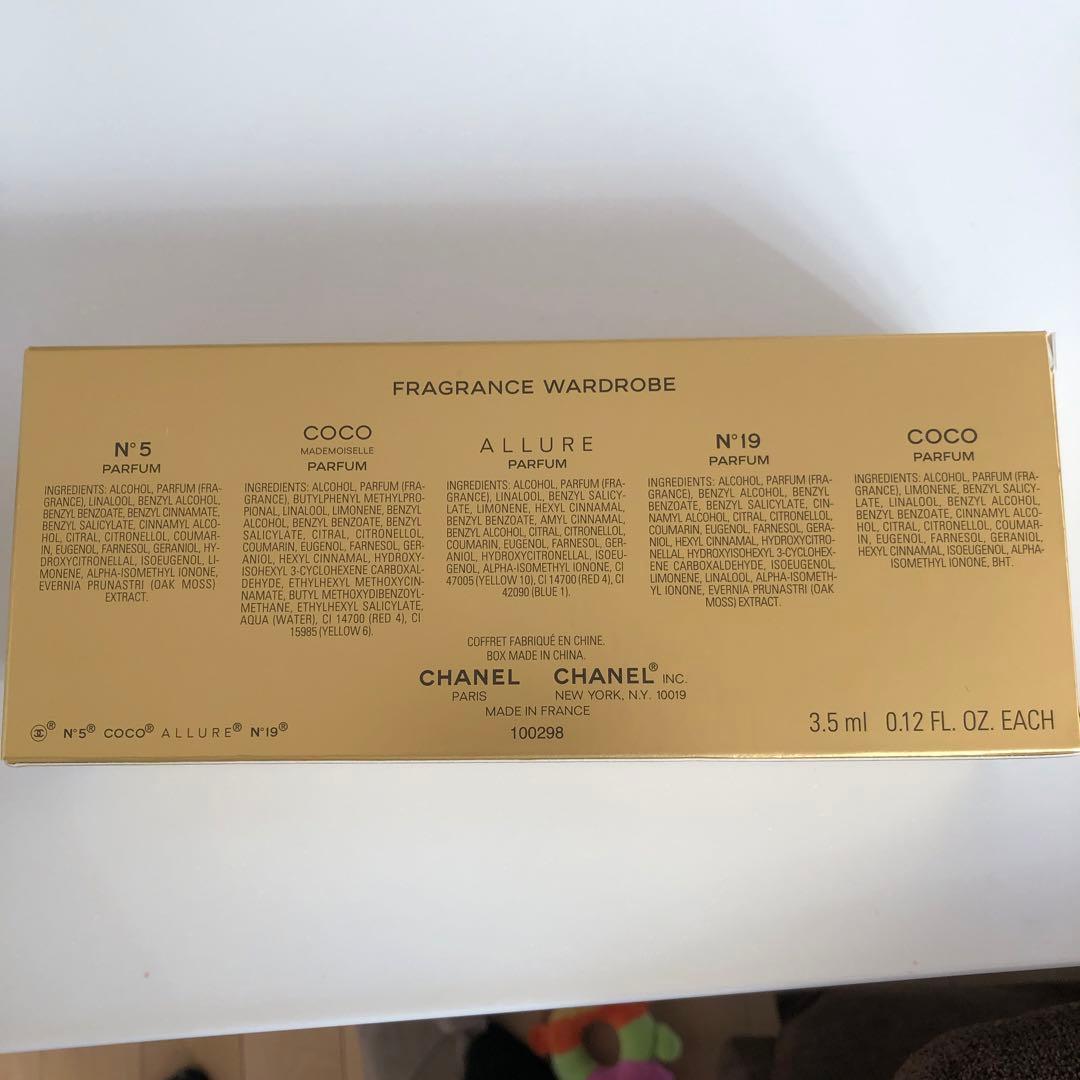 FRAGRANCE WARDROBE
N°5
PARFUM
INGREDIENTS: ALCOHOL, PARFUM (FRA-
GRANCE), LINALOOL, BENZYL ALCOHOL,
BENZYL BENZOATE, BENZYL CINNAMATE,
BENZYL SALICYLATE, CINNAMYL ALCO-
HOL, CITRAL, CITRONELLOL, COUMAR-
IN, EUGENOL, FARNESOL, GERANIOL, HY-
DROXYCITRONELLAL, ISOEUGENOL, LI-
MONENE, ALPHA-ISOMETHYL IONONE,
EVERNIA PRUNASTRI (OAK MOSS)
EXTRACT.
COCO
MADEMOISELLE
PARFUM
INGREDIENTS: ALCOHOL, PARFUM (FRA-
GRANCE), BUTYLPHENYL METHYLPRO-
PIONAL, LINALOOL, LIMONENE, BENZYL
ALCOHOL, BENZYL BENZOATE, BENZYL
SALICYLATE, CITRAL, CITRONELLOL,
COUMARIN, EUGENOL, FARNESOL, GER-
ANIOL, HEXYL CINNAMAL, HYDROXY-
ISOHEXYL 3-CYCLOHEXENE CARBOXAL-
DEHYDE, ETHYLHEXYL METHOXYCIN-
NAMATE, BUTYL METHOXYDIBENZOYL-
METHANE, ETHYLHEXYL SALICYLATE,
AQUA (WATER), CI 14700 (RED 4), CI
15985 (YELLOW 6).
ALLURE
PARFUM
INGREDIENTS: ALCOHOL, PARFUM (FRA-
GRANCE), LINALOOL, BENZYL SALICY-
LATE, LIMONENE, HEXYL CINNAMAL,
BENZYL BENZOATE, AMYL CINNAMAL,
BENZYL ALCOHOL, CITRAL, CITRONELLOL,
COUMARIN, EUGENOL, FARNESOL, GER-
ANIOL, HYDROXYCITRONELLAL, ISOEU-
GENOL, ALPHA-ISOMETHYL IONONE, CI
47005 (YELLOW 10), CI 14700 (RED 4), CI
42090 (BLUE 1).
N°19
PARFUM
INGREDIENTS: ALCOHOL, PARFUM (FRA-
GRANCE), BENZYL ALCOHOL, BENZYL
BENZOATE, BENZYL SALICYLATE, CIN-
NAMYL ALCOHOL, CITRAL, CITRONELLOL,
COUMARIN, EUGENOL, FARNESOL, GERA-
NIOL, HEXYL CINNAMAL, HYDROXYCITRO-
NELLAL, HYDROXYISOHEXYL 3-CYCLOHEX-
ENE CARBOXALDEHYDE, ISOEUGENOL,
LIMONENE, LINALOOL, ALPHA-ISOMETH-
YL IONONE, EVERNIA PRUNASTRI (OAK
MOSS) EXTRACT.
COCO
PARFUM
INGREDIENTS: ALCOHOL, PARFUM (FRA-
GRANCE), LIMONENE, BENZYL SALICY-
LATE, LINALOOL, BENZYL ALCOHOL,
BENZYL BENZOATE, CINNAMYL ALCO-
HOL, CITRAL, CITRONELLOL, COUMAR-
IN, EUGENOL, FARNESOL, GERANIOL,
HEXYL CINNAMAL, ISOEUGENOL, ALPHA-
ISOMETHYL IONONE, BHT.
COFFRET FABRIQUÉ EN CHINE.
BOX MADE IN CHINA.
CHANEL CHANEL® INC.
PARIS NEW YORK, N.Y. 10019
MADE IN FRANCE
100298
® N°5® COCO® ALLURE® N°19®
3.5 ml 0.12 FL. OZ. EACH